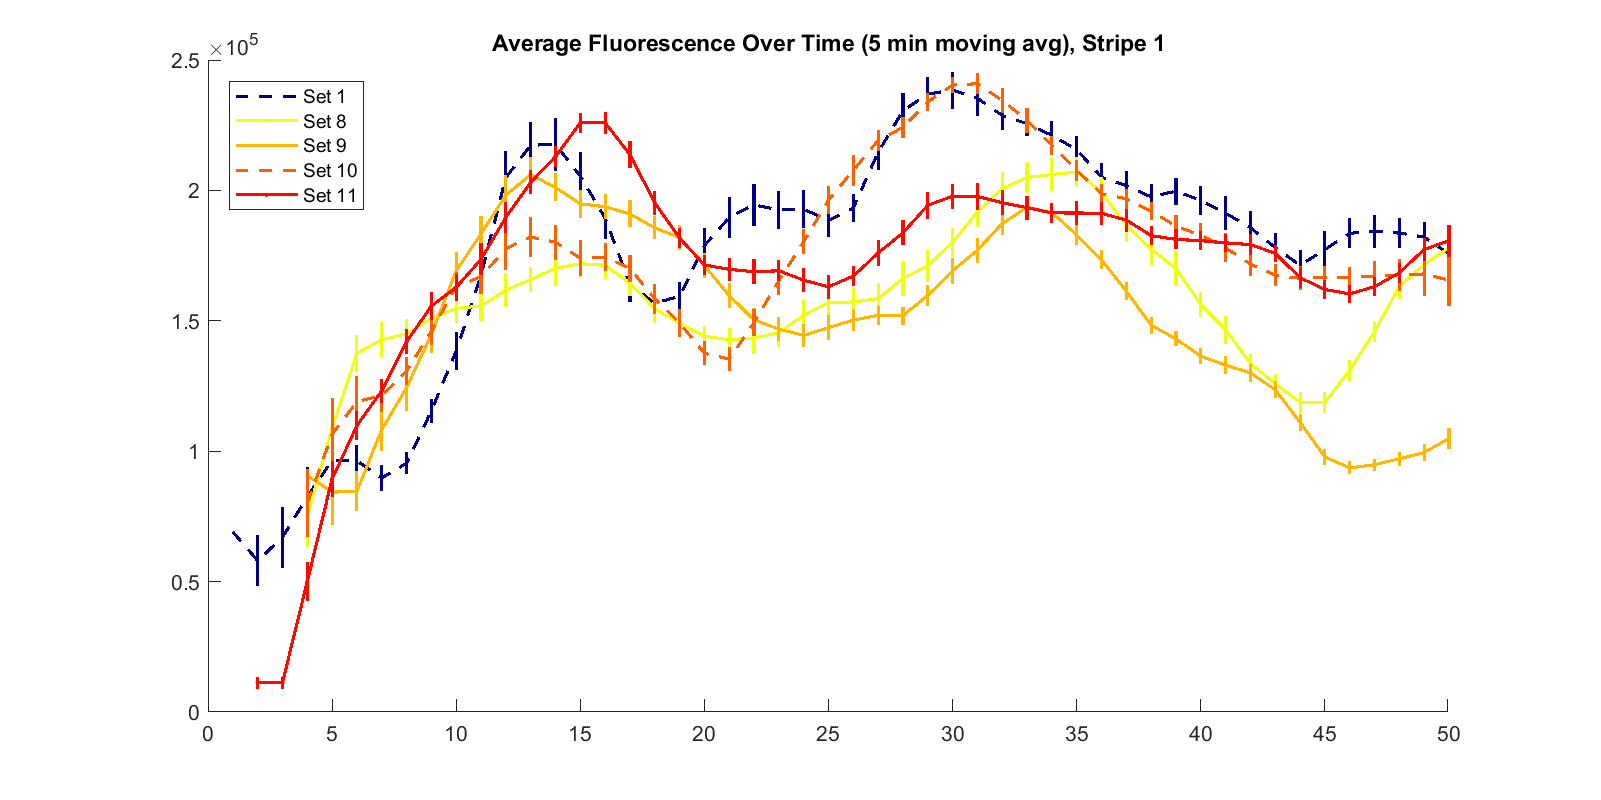 Average Fluorescence Over Time (5 min moving avg), Stripe 1
×10^5
2.5
2
1.5
1
0.5
0
Set 1
Set 8
Set 9
Set 10
Set 11
0 5 10 15 20 25 30 35 40 45 50